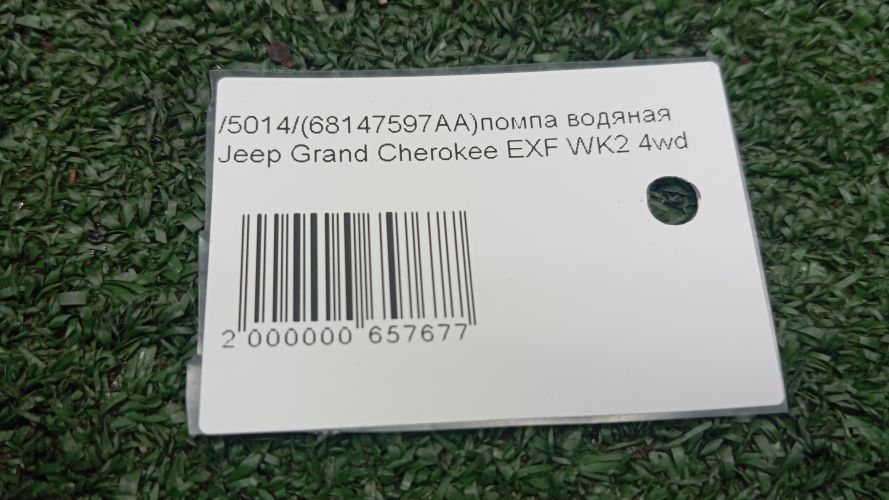 /5014/(68147597AA)помпа водяная
Jeep Grand Cherokee EXF WK2 4wd
2 000000 657677